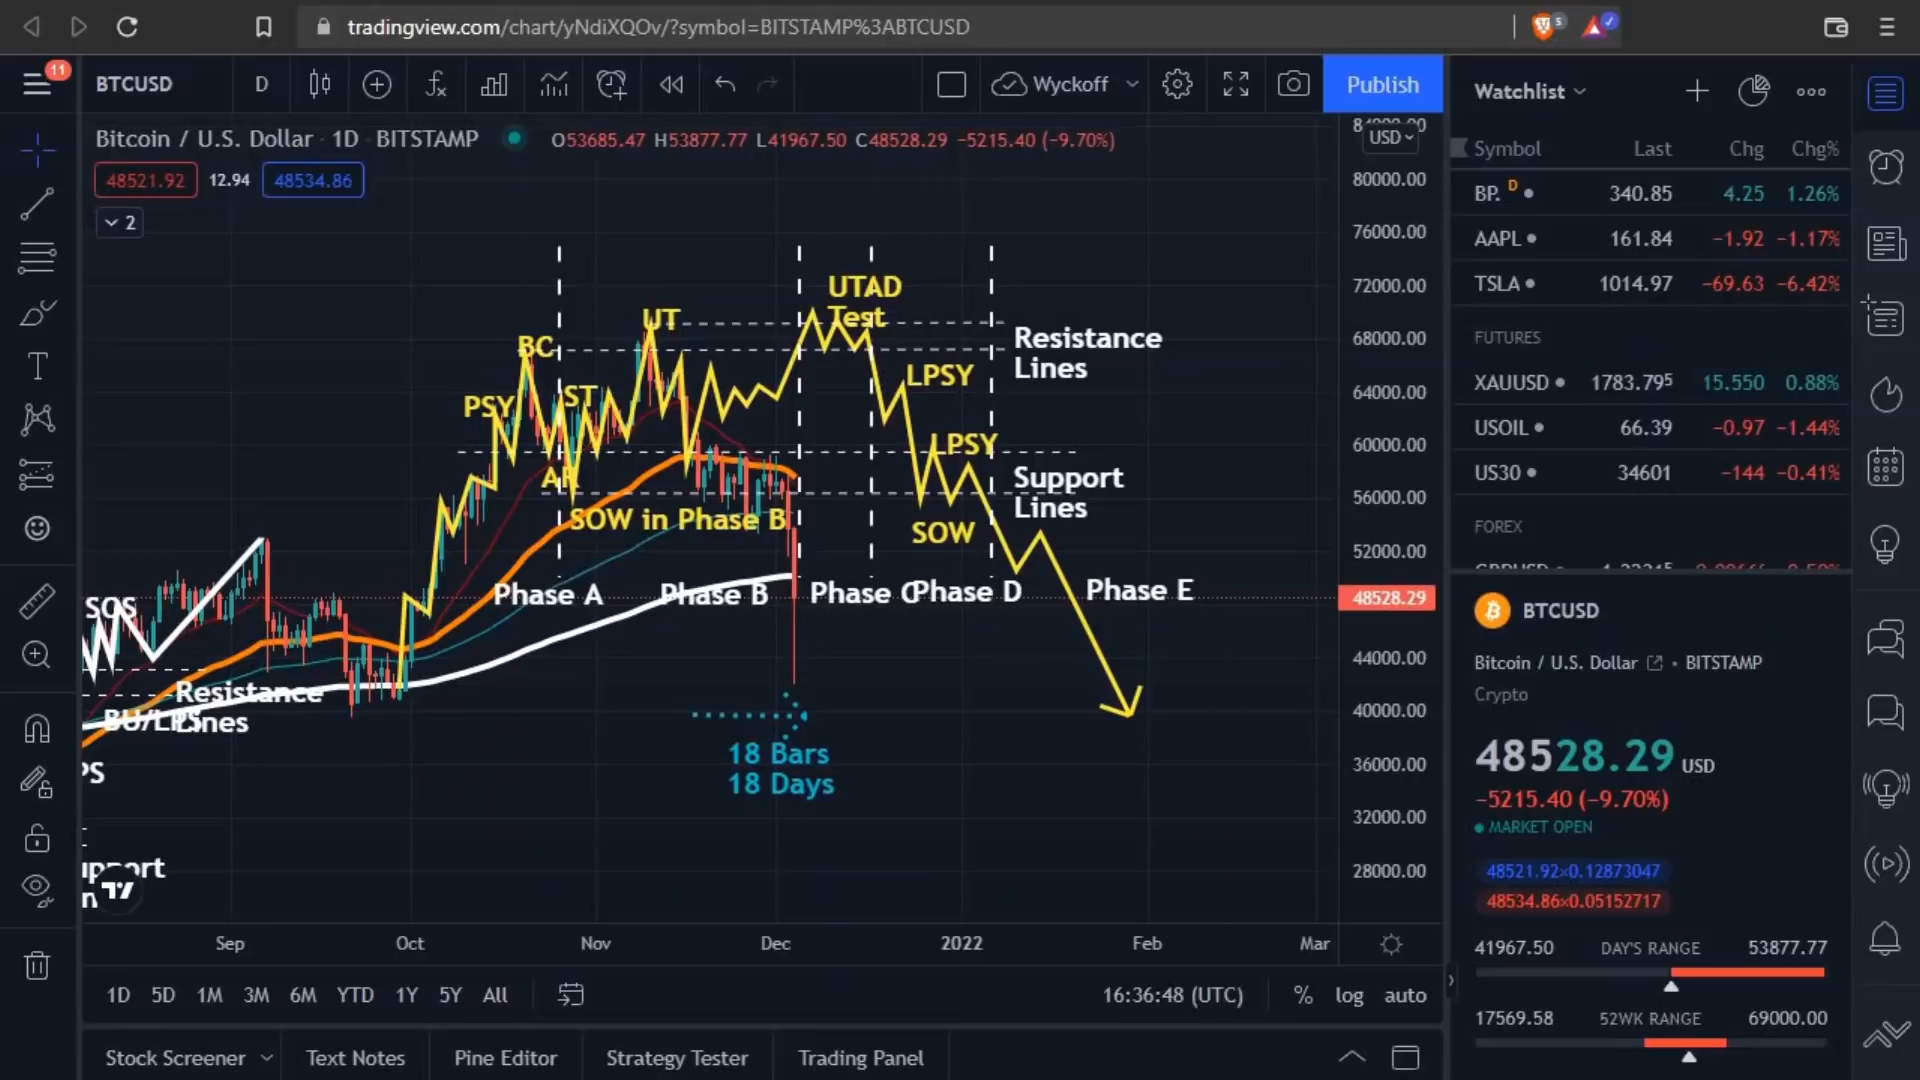 tradingview.com/chart/yNdiXQOv/?symbol=BITSTAMP%3ABTCUSD
5
11
BTCUSD
D
Wyckoff
Publish
Bitcoin / U.S. Dollar · 1D · BITSTAMP
O53685.47 H53877.77 L41967.50 C48528.29 −5215.40 (−9.70%)
48521.92 12.94 48534.86
2
USD
80000.00
76000.00
72000.00
68000.00
64000.00
60000.00
56000.00
52000.00
48528.29
44000.00
40000.00
36000.00
32000.00
28000.00
UTAD
Test
UT
BC
PSY
ST
AR
SOW in Phase B
LPSY
LPSY
SOW
Resistance
Lines
Support
Lines
Phase A
Phase B
Phase C
Phase D
Phase E
SOS
Resistance
Lines
BU/LPS
PS
upport
18 Bars
18 Days
Sep
Oct
Nov
Dec
2022
Feb
Mar
1D 5D 1M 3M 6M YTD 1Y 5Y All
16:36:48 (UTC)
% log auto
Stock Screener
Text Notes
Pine Editor
Strategy Tester
Trading Panel
Watchlist
Symbol Last Chg Chg%
BP. D 340.85 4.25 1.26%
AAPL 161.84 −1.92 −1.17%
TSLA 1014.97 −69.63 −6.42%
FUTURES
XAUUSD 1783.795 15.550 0.88%
USOIL 66.39 −0.97 −1.44%
US30 34601 −144 −0.41%
FOREX
BTCUSD
Bitcoin / U.S. Dollar · BITSTAMP
Crypto
48528.29 USD
−5215.40 (−9.70%)
MARKET OPEN
48521.92×0.12873047
48534.86×0.05152717
41967.50 DAY'S RANGE 53877.77
17569.58 52WK RANGE 69000.00